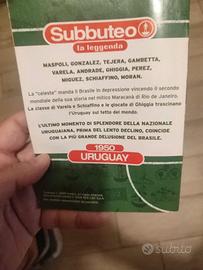 Subbuteo
la leggenda
MASPOLI, GONZALEZ, TEJERA, GAMBETTA,
VARELA, ANDRADE, GHIGGIA, PEREZ,
MIGUEZ, SCHIAFFINO, MORAN.
La "celeste" manda il Brasile in depressione vincendo il secondo
mondiale della sua storia nel mitico Maracanà di Rio de Janeiro.
La classe di Varela e Schiaffino e le giocate di Ghiggia trascinano
l'Uruguay sul tetto del mondo.
L'ULTIMO MOMENTO DI SPLENDORE DELLA NAZIONALE
URUGUAIANA, PRIMA DEL LENTO DECLINO, COINCIDE
CON LA PIÙ GRANDE DELUSIONE DEL BRASILE.
1950
URUGUAY
subito